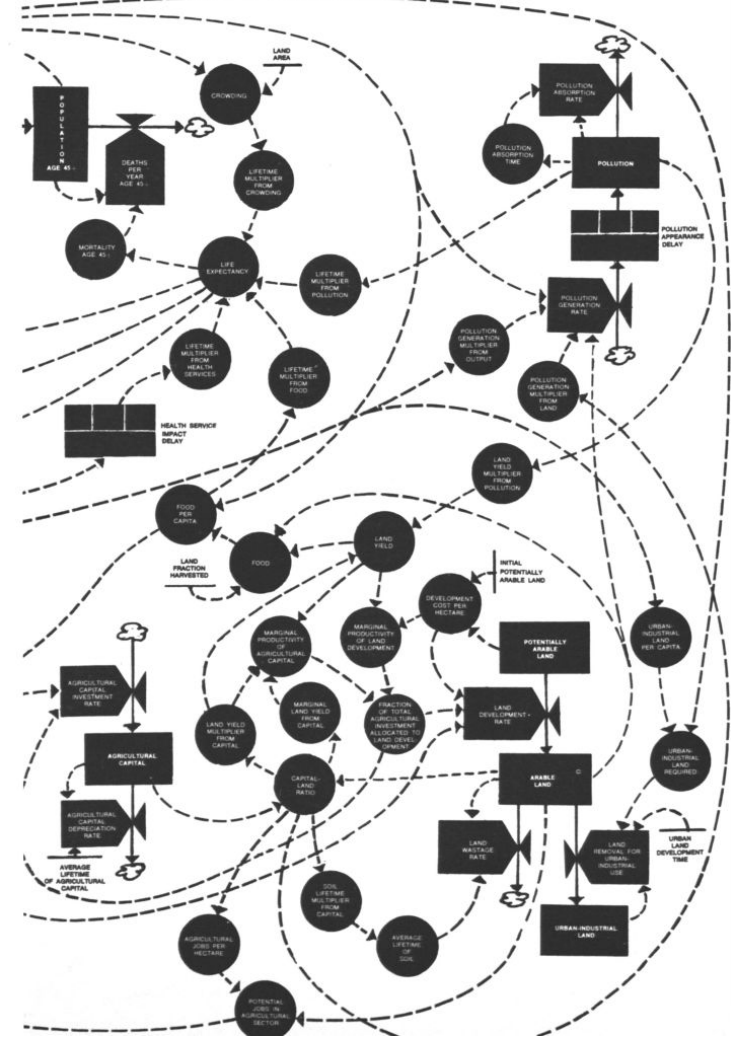 LAND
AREA
CROWDING
POPULATION
AGE 45+
DEATHS
PER
YEAR
AGE 45+
LIFETIME
MULTIPLIER
FROM
CROWDING
MORTALITY
AGE 45+
LIFE
EXPECTANCY
LIFETIME
MULTIPLIER
FROM
POLLUTION
POLLUTION
ABSORPTION
RATE
POLLUTION
ABSORPTION
TIME
POLLUTION
POLLUTION
APPEARANCE
DELAY
POLLUTION
GENERATION
RATE
POLLUTION
GENERATION
MULTIPLIER
FROM
OUTPUT
POLLUTION
GENERATION
MULTIPLIER
FROM
LAND
LIFETIME
MULTIPLIER
FROM
HEALTH
SERVICES
LIFETIME
MULTIPLIER
FROM
FOOD
HEALTH SERVICE
IMPACT
DELAY
LAND
YIELD
MULTIPLIER
FROM
POLLUTION
FOOD
PER
CAPITA
LAND
YIELD
FOOD
LAND
FRACTION
HARVESTED
INITIAL
POTENTIALLY
ARABLE LAND
DEVELOPMENT
COST PER
HECTARE
MARGINAL
PRODUCTIVITY
OF
AGRICULTURAL
CAPITAL
MARGINAL
PRODUCTIVITY
OF LAND
DEVELOPMENT
POTENTIALLY
ARABLE
LAND
URBAN-
INDUSTRIAL
LAND
PER CAPITA
AGRICULTURAL
CAPITAL
INVESTMENT
RATE
LAND YIELD
MULTIPLIER
FROM
CAPITAL
MARGINAL
LAND YIELD
FROM
CAPITAL
FRACTION
OF TOTAL
AGRICULTURAL
INVESTMENT
ALLOCATED TO
LAND DEVEL-
OPMENT
LAND
DEVELOPMENT
RATE
AGRICULTURAL
CAPITAL
CAPITAL-
LAND
RATIO
ARABLE
LAND
URBAN-
INDUSTRIAL
LAND
REQUIRED
AGRICULTURAL
CAPITAL
DEPRECIATION
RATE
AVERAGE
LIFETIME
OF AGRICULTURAL
CAPITAL
LAND
WASTAGE
RATE
LAND
REMOVAL FOR
URBAN-
INDUSTRIAL
USE
URBAN
LAND
DEVELOPMENT
TIME
SOIL
LIFETIME
MULTIPLIER
FROM
CAPITAL
AVERAGE
LIFETIME
OF
SOIL
URBAN-INDUSTRIAL
LAND
AGRICULTURAL
JOBS PER
HECTARE
POTENTIAL
JOBS IN
AGRICULTURAL
SECTOR